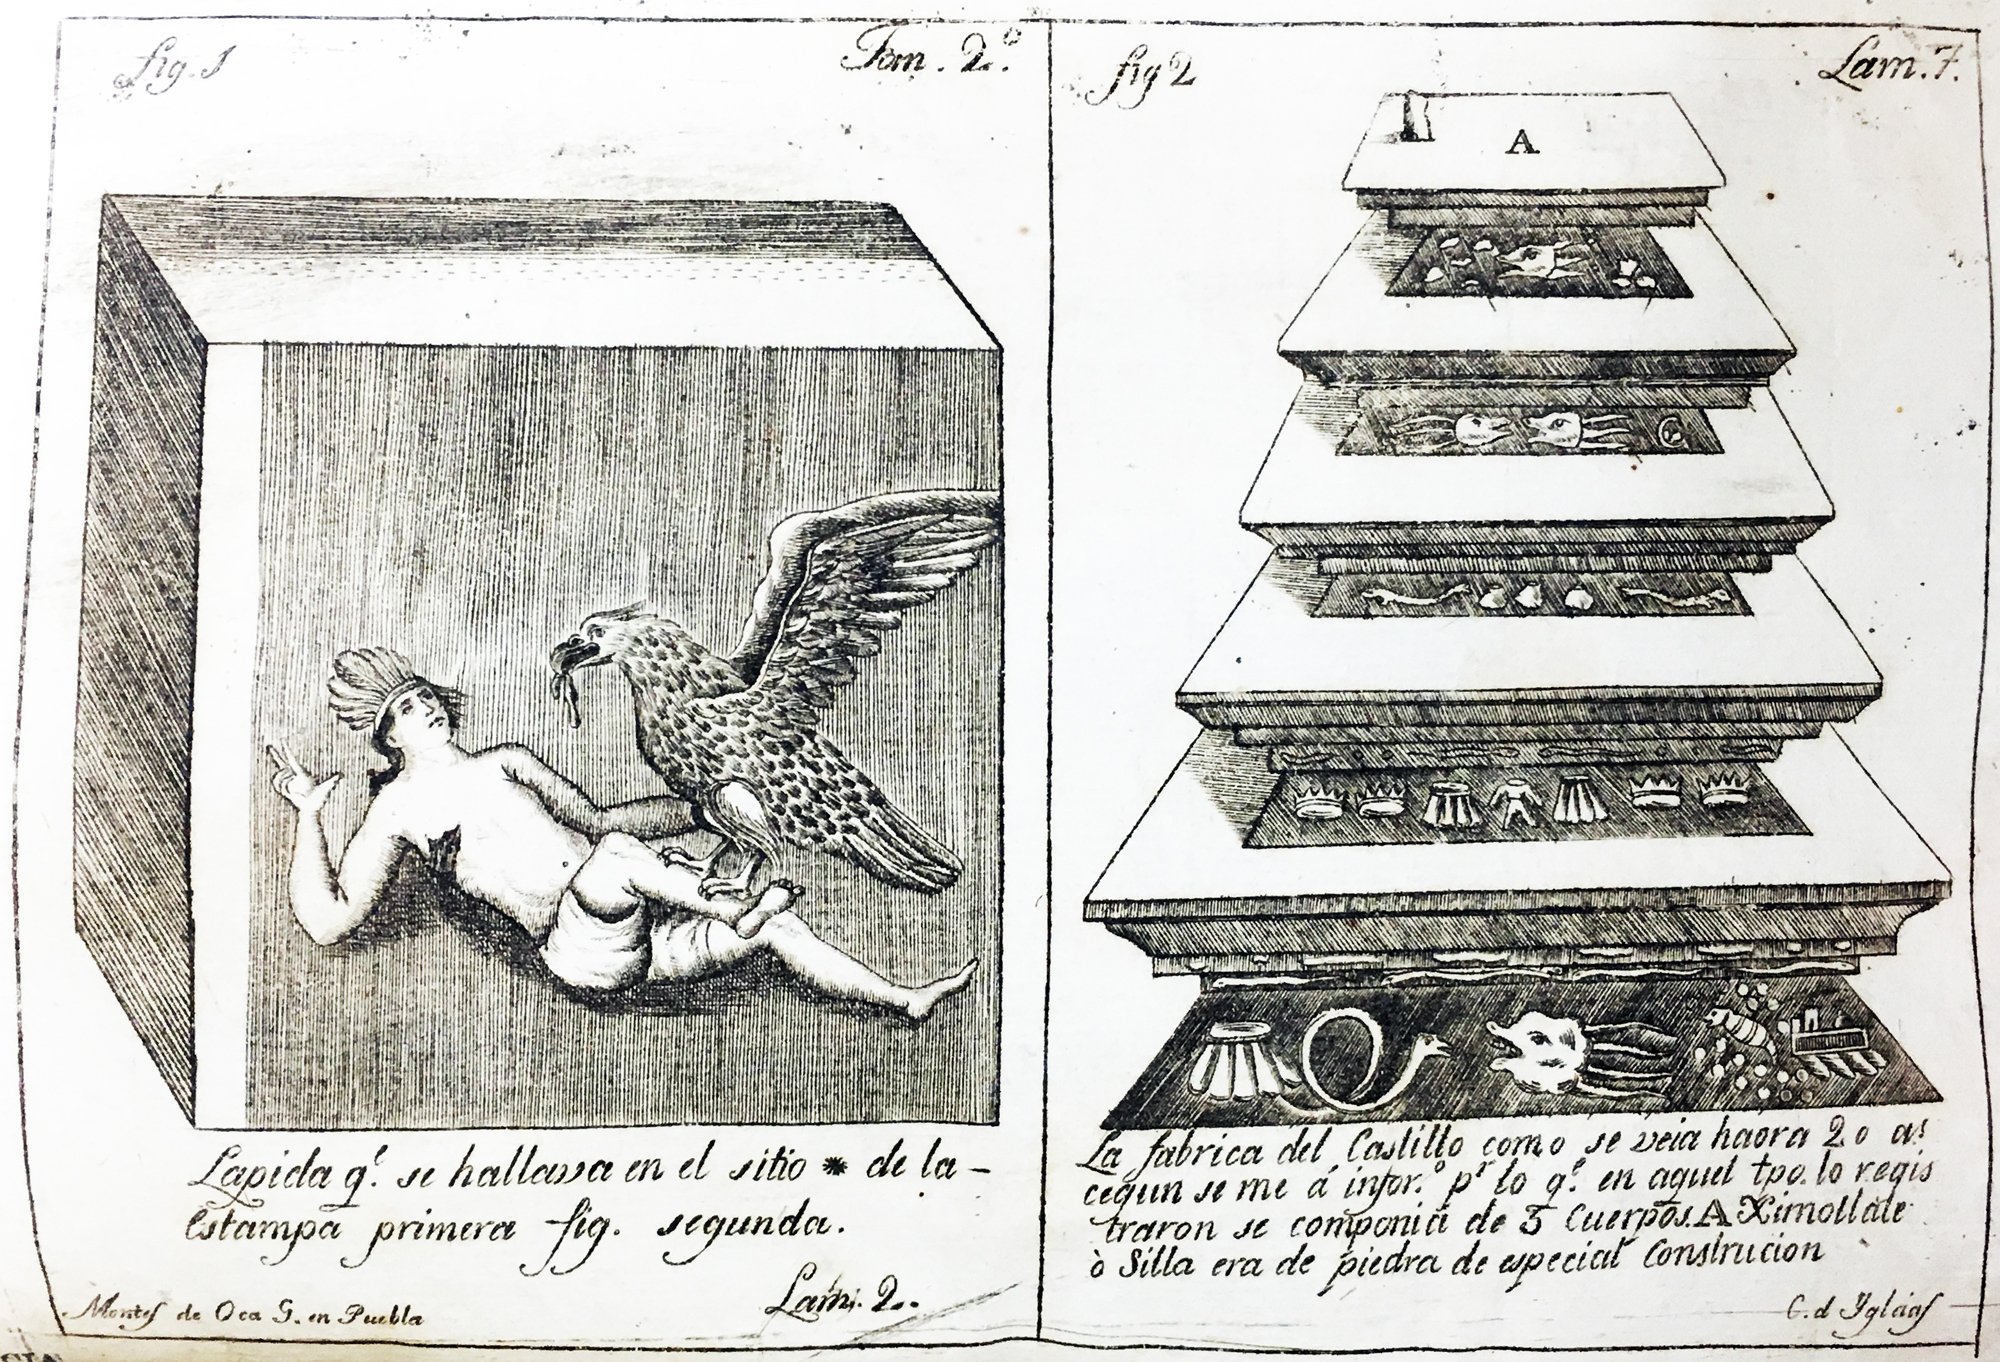 fig. 1
Tom. 2.º
Lapida q.ᵉ se hallava en el sitio * de la-
Estampa primera fig. segunda.
Lam. 2.
Montes de Oca G. en Puebla
fig 2
Lam. 7.
A
La fabrica del Castillo como se veia haora 20 a.ˢ
cegun se me á infor.º p.ʳ lo q.ᵉ en aquel tpo. lo regis
traron se componia de 5 Cuerpos. A Ximotlale
ò Silla era de piedra de especial Construcion
C. d Yglcias